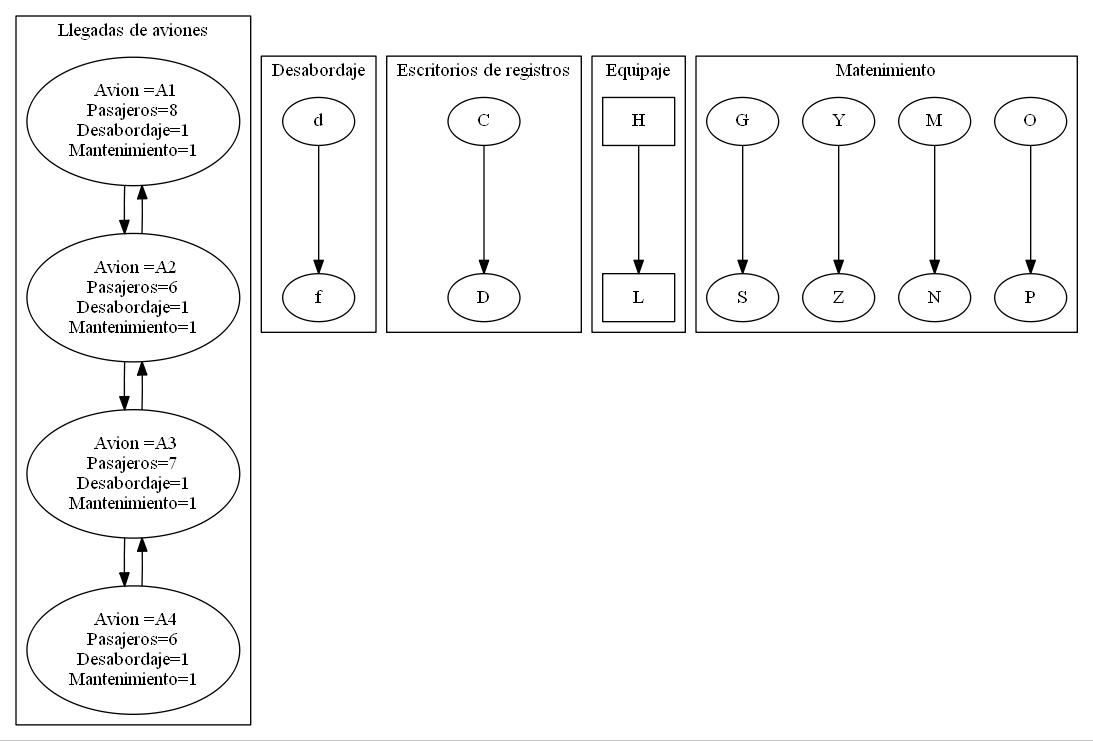 Llegadas de aviones
Avion =A1
Pasajeros=8
Desabordaje=1
Mantenimiento=1
Avion =A2
Pasajeros=6
Desabordaje=1
Mantenimiento=1
Avion =A3
Pasajeros=7
Desabordaje=1
Mantenimiento=1
Avion =A4
Pasajeros=6
Desabordaje=1
Mantenimiento=1
Desabordaje
d
f
Escritorios de registros
C
D
Equipaje
H
L
Matenimiento
G
Y
M
O
S
Z
N
P